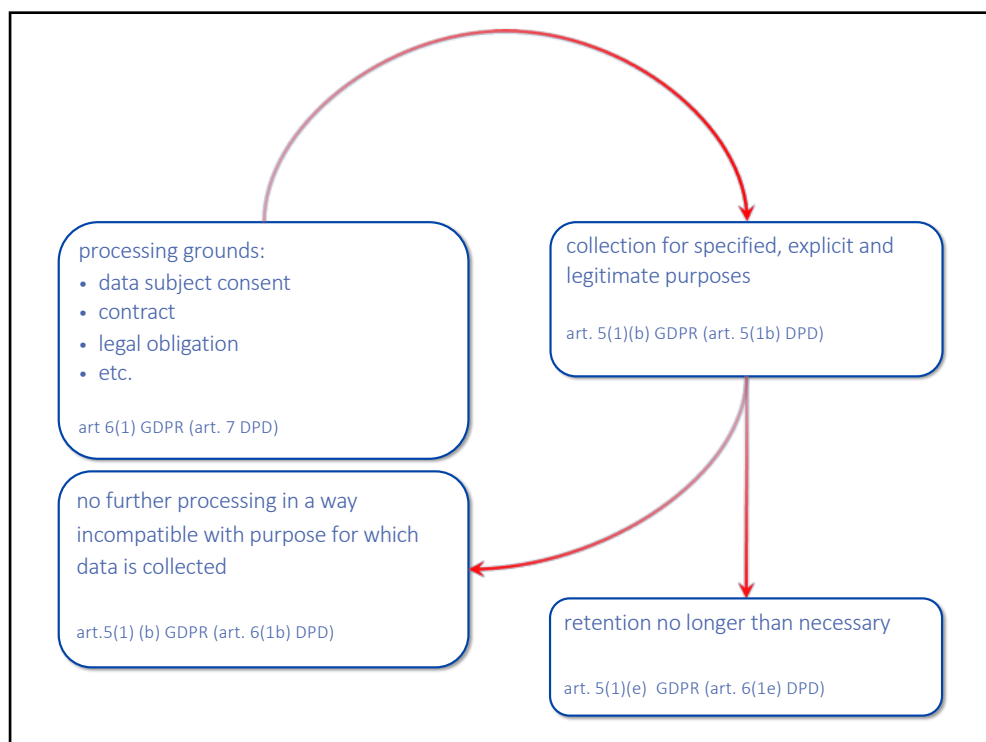 processing grounds:
• data subject consent
• contract
• legal obligation
• etc.
art 6(1) GDPR (art. 7 DPD)
collection for specified, explicit and
legitimate purposes
art. 5(1)(b) GDPR (art. 5(1b) DPD)
no further processing in a way
incompatible with purpose for which
data is collected
art.5(1) (b) GDPR (art. 6(1b) DPD)
retention no longer than necessary
art. 5(1)(e) GDPR (art. 6(1e) DPD)